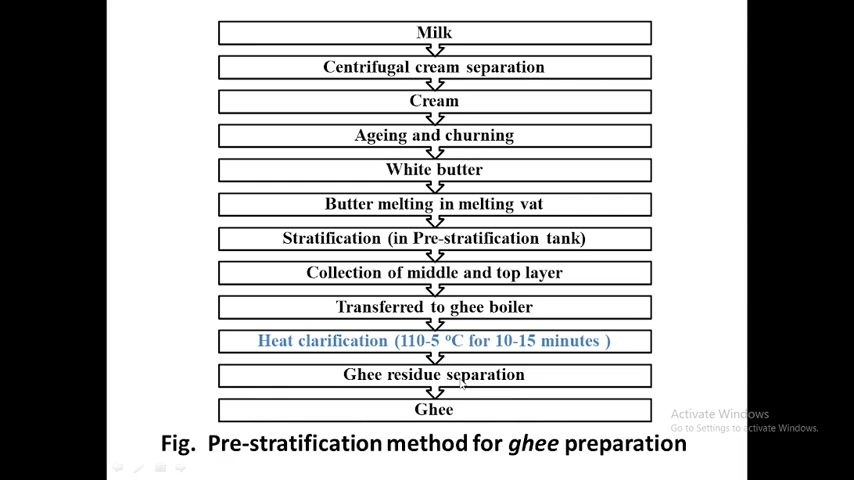 Milk
Centrifugal cream separation
Cream
Ageing and churning
White butter
Butter melting in melting vat
Stratification (in Pre-stratification tank)
Collection of middle and top layer
Transferred to ghee boiler
Heat clarification (110-5 ⁰C for 10-15 minutes )
Ghee residue separation
Ghee
Fig. Pre-stratification method for ghee preparation
Activate Windows
Go to Settings to activate Windows.